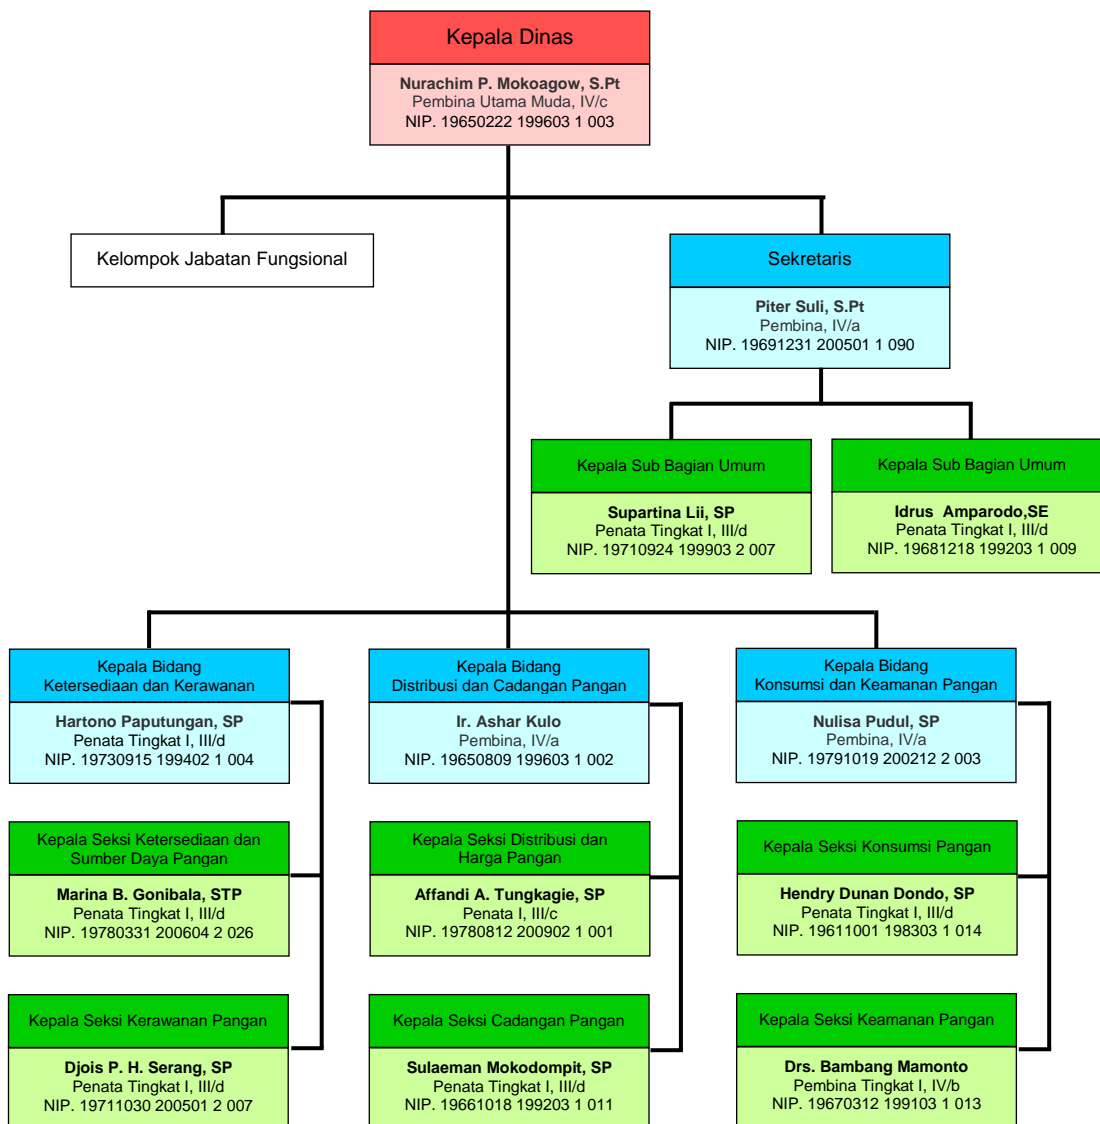 Kepala Dinas
Nurachim P. Mokoagow, S.Pt
Pembina Utama Muda, IV/c
NIP. 19650222 199603 1 003
Kelompok Jabatan Fungsional
Sekretaris
Piter Suli, S.Pt
Pembina, IV/a
NIP. 19691231 200501 1 090
Kepala Sub Bagian Umum
Supartina Lii, SP
Penata Tingkat I, III/d
NIP. 19710924 199903 2 007
Kepala Sub Bagian Umum
Idrus  Amparodo,SE
Penata Tingkat I, III/d
NIP. 19681218 199203 1 009
Kepala Bidang
Ketersediaan dan Kerawanan
Hartono Paputungan, SP
Penata Tingkat I, III/d
NIP. 19730915 199402 1 004
Kepala Bidang
Distribusi dan Cadangan Pangan
Ir. Ashar Kulo
Pembina, IV/a
NIP. 19650809 199603 1 002
Kepala Bidang
Konsumsi dan Keamanan Pangan
Nulisa Pudul, SP
Pembina, IV/a
NIP. 19791019 200212 2 003
Kepala Seksi Ketersediaan dan
Sumber Daya Pangan
Marina B. Gonibala, STP
Penata Tingkat I, III/d
NIP. 19780331 200604 2 026
Kepala Seksi Distribusi dan
Harga Pangan
Affandi A. Tungkagie, SP
Penata I, III/c
NIP. 19780812 200902 1 001
Kepala Seksi Konsumsi Pangan
Hendry Dunan Dondo, SP
Penata Tingkat I, III/d
NIP. 19611001 198303 1 014
Kepala Seksi Kerawanan Pangan
Djois P. H. Serang, SP
Penata Tingkat I, III/d
NIP. 19711030 200501 2 007
Kepala Seksi Cadangan Pangan
Sulaeman Mokodompit, SP
Penata Tingkat I, III/d
NIP. 19661018 199203 1 011
Kepala Seksi Keamanan Pangan
Drs. Bambang Mamonto
Pembina Tingkat I, IV/b
NIP. 19670312 199103 1 013